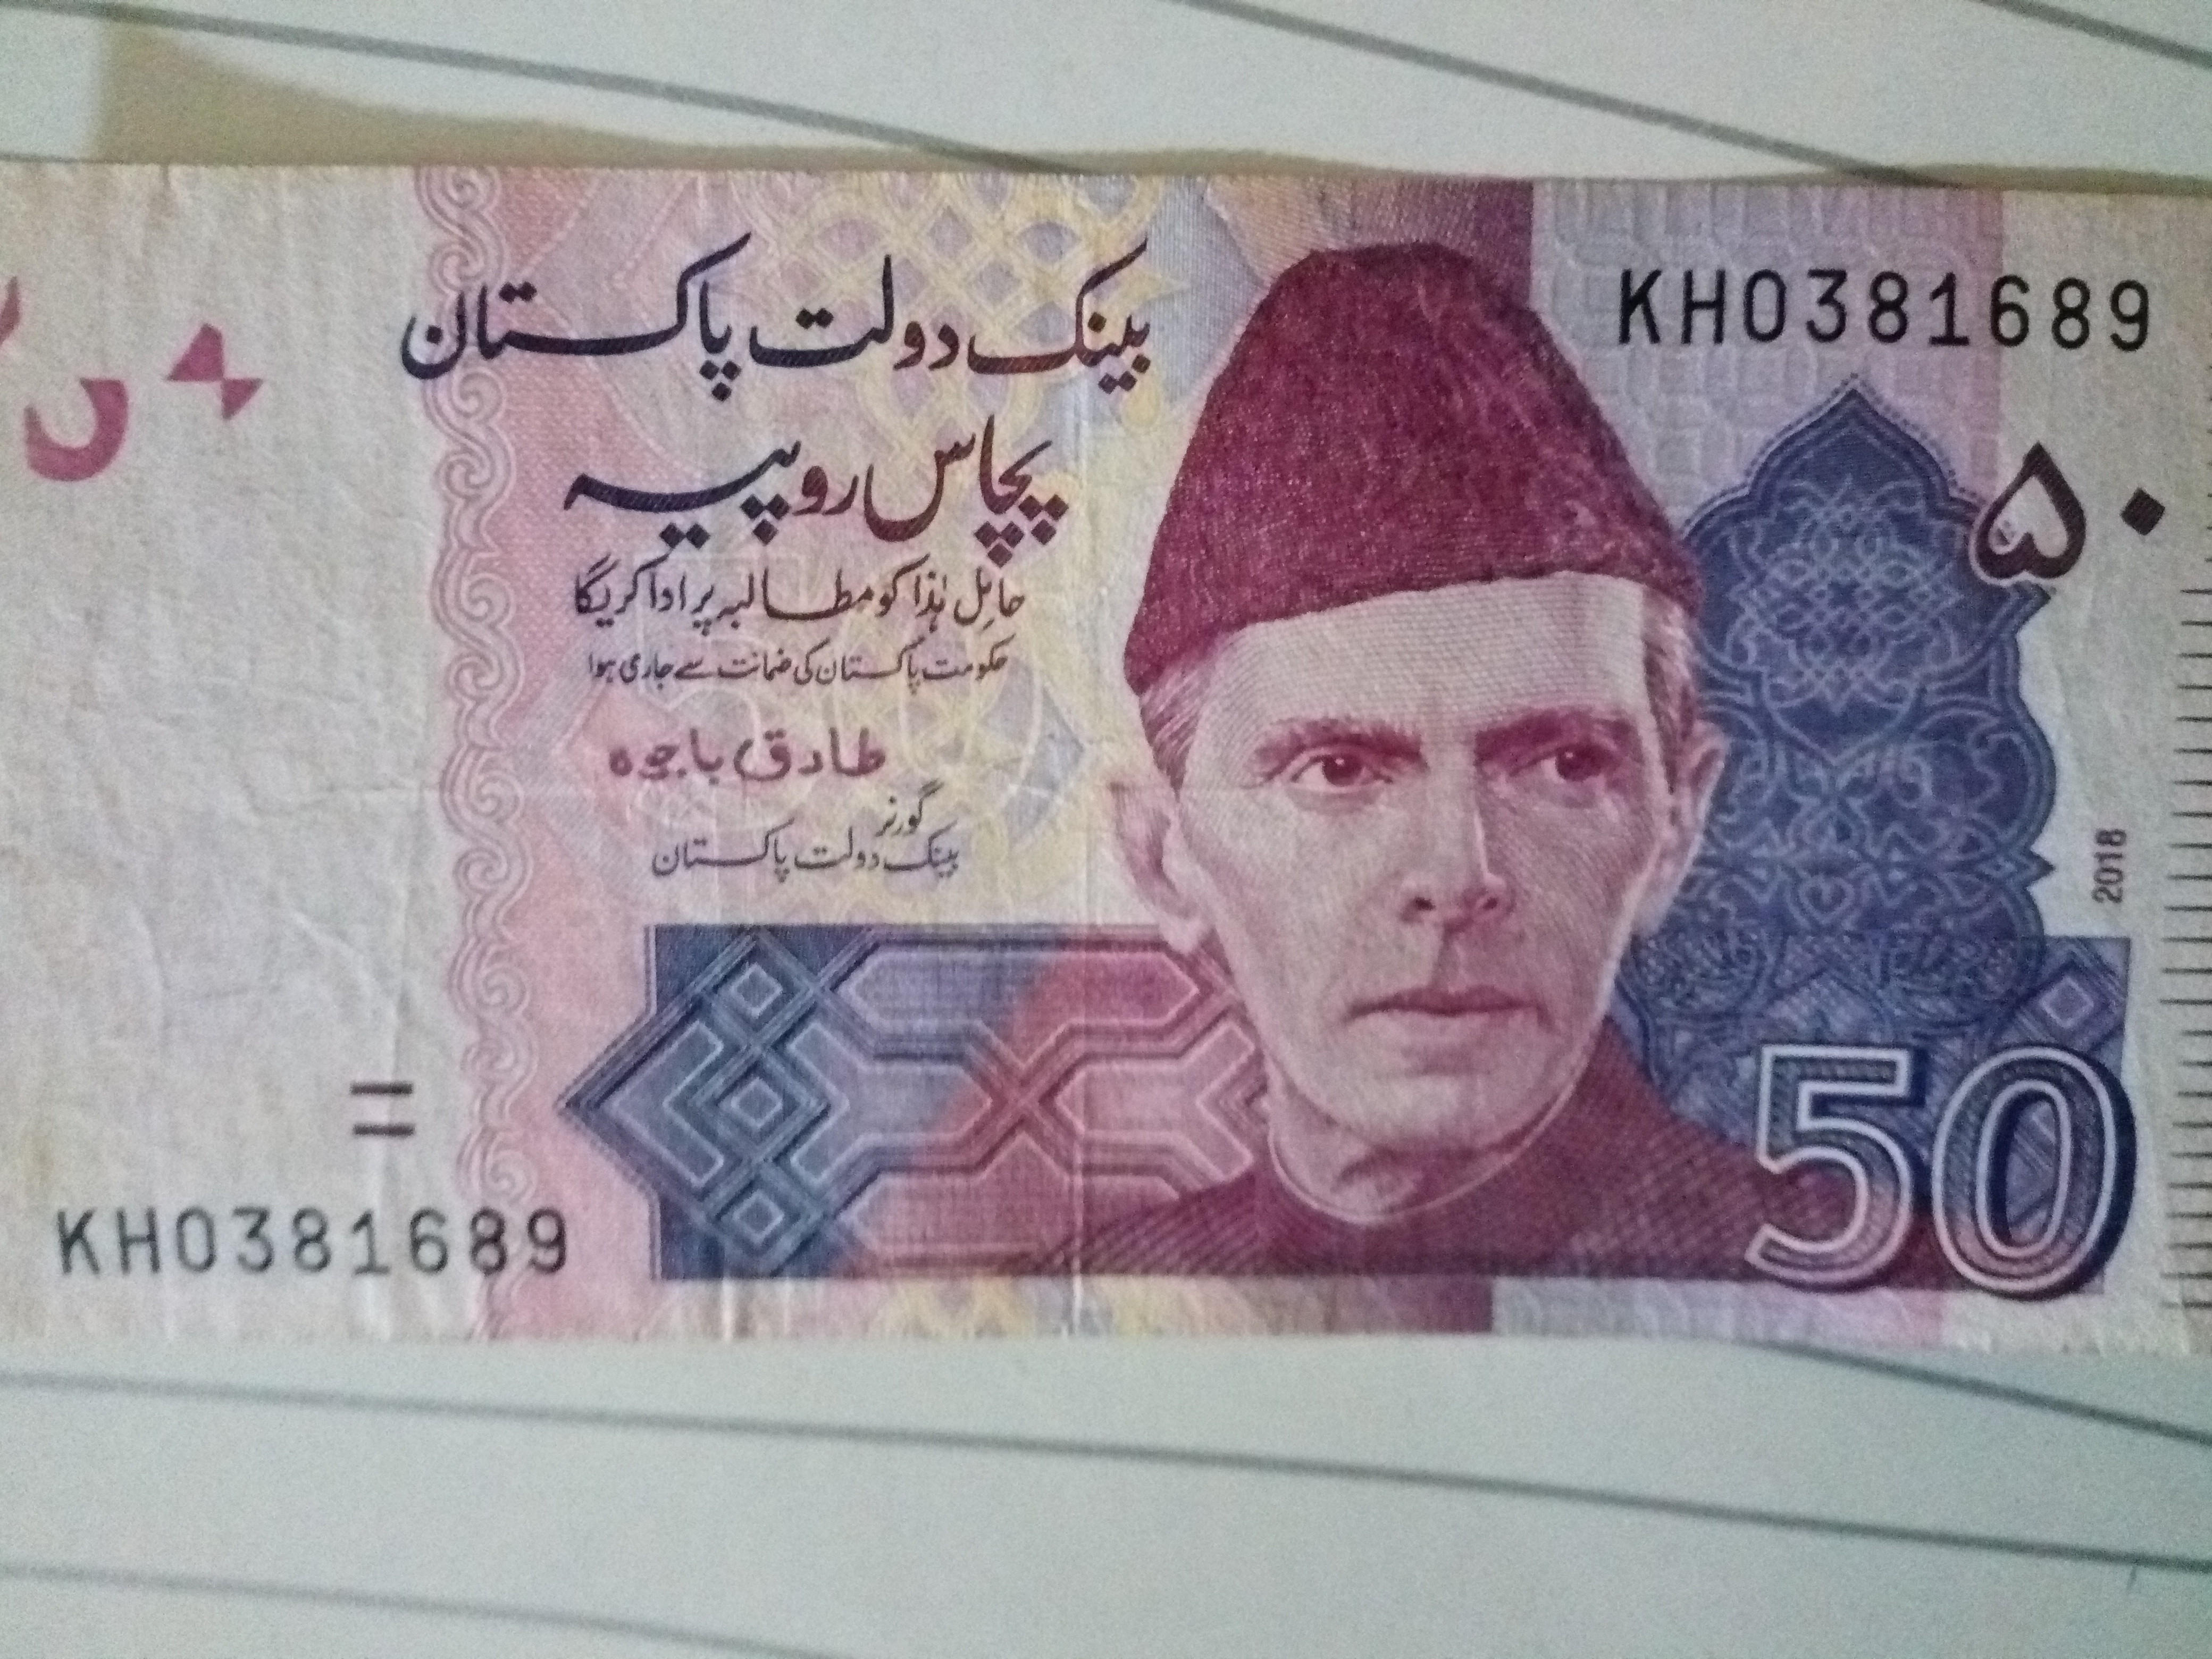 بینک دولت پاکستان
KH0381689
پچاس روپیہ
۵۰
حاملِ ہٰذا کو مطالبہ پر ادا کریگا
حکومت پاکستان کی ضمانت سے جاری ہوا
طارق باجوہ
گورنر
بینک دولت پاکستان
2018
50
KH0381689